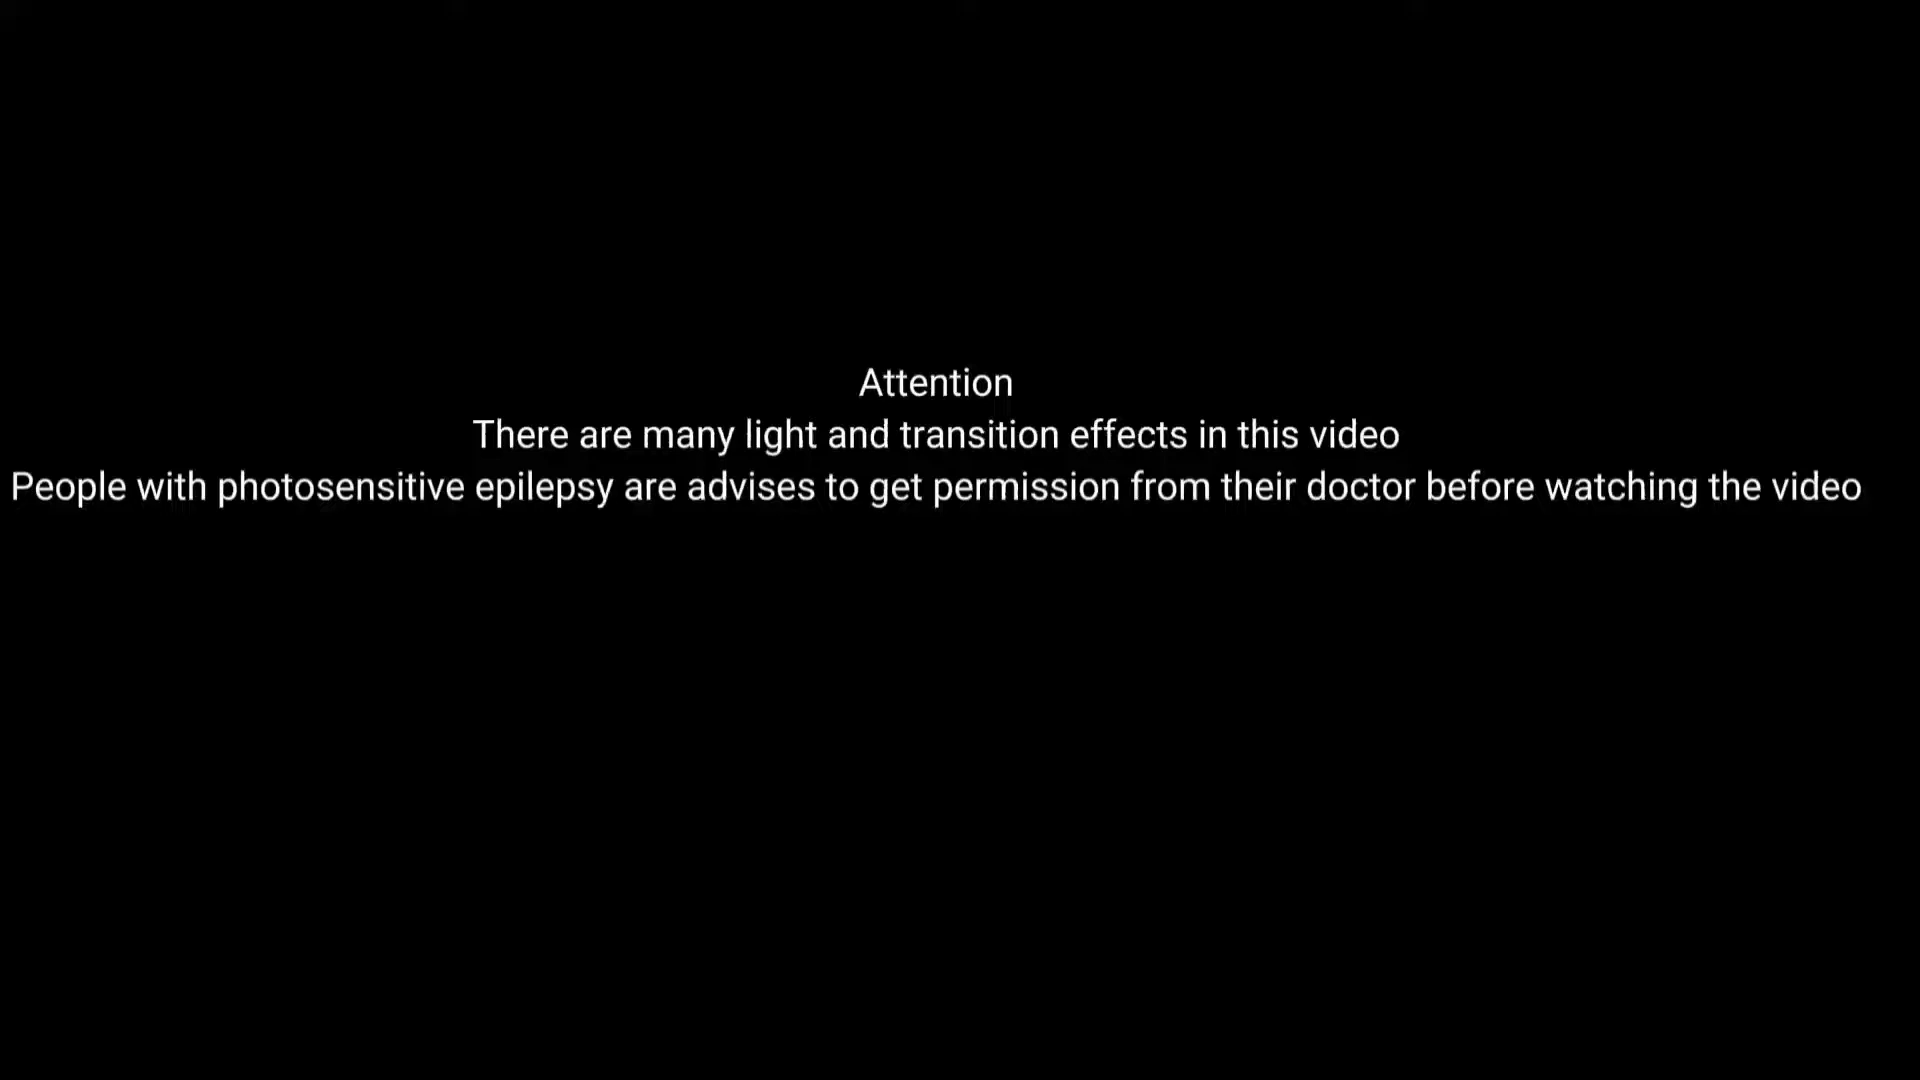 Attention
There are many light and transition effects in this video
People with photosensitive epilepsy are advises to get permission from their doctor before watching the video